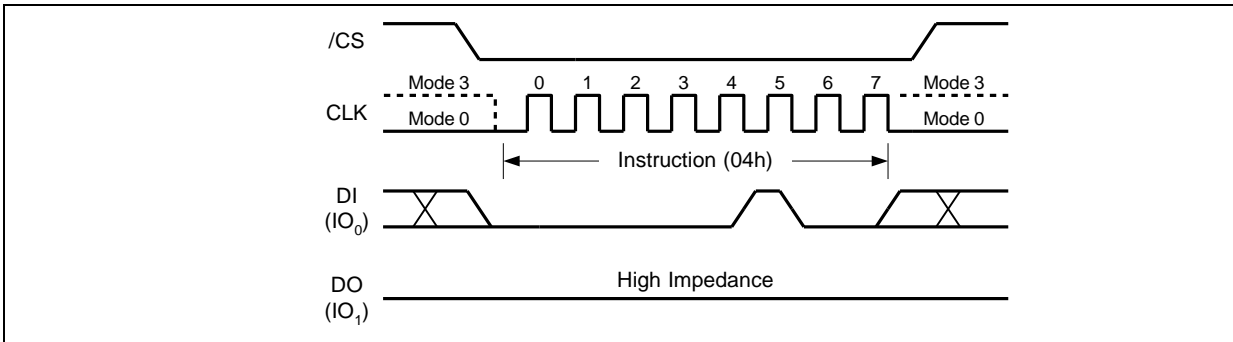 /CS
Mode 3 0 1 2 3 4 5 6 7 Mode 3
CLK
Mode 0 Mode 0
Instruction (04h)
DI
(IO0)
High Impedance
DO
(IO1)